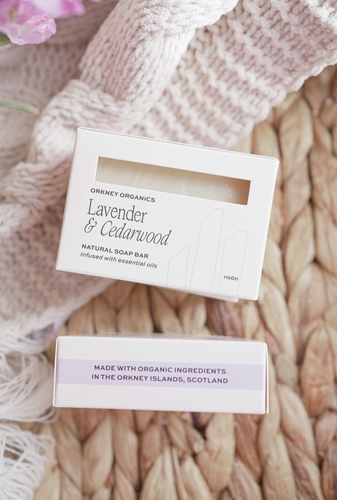 ORKNEY ORGANICS
Lavender
& Cedarwood
NATURAL SOAP BAR
Infused with essential oils
MADE WITH ORGANIC INGREDIENTS
IN THE ORKNEY ISLANDS, SCOTLAND